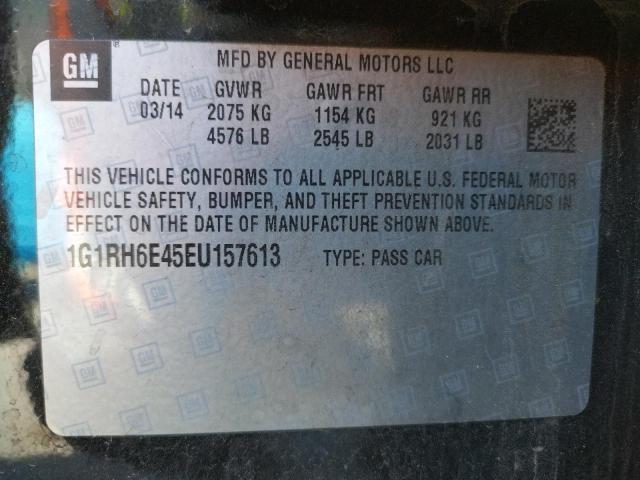 GM ®
MFD BY GENERAL MOTORS LLC
DATE GVWR GAWR FRT GAWR RR
03/14 2075 KG 1154 KG 921 KG
4576 LB 2545 LB 2031 LB
THIS VEHICLE CONFORMS TO ALL APPLICABLE U.S. FEDERAL MOTOR
VEHICLE SAFETY, BUMPER, AND THEFT PREVENTION STANDARDS IN
EFFECT ON THE DATE OF MANUFACTURE SHOWN ABOVE.
1G1RH6E45EU157613 TYPE: PASS CAR